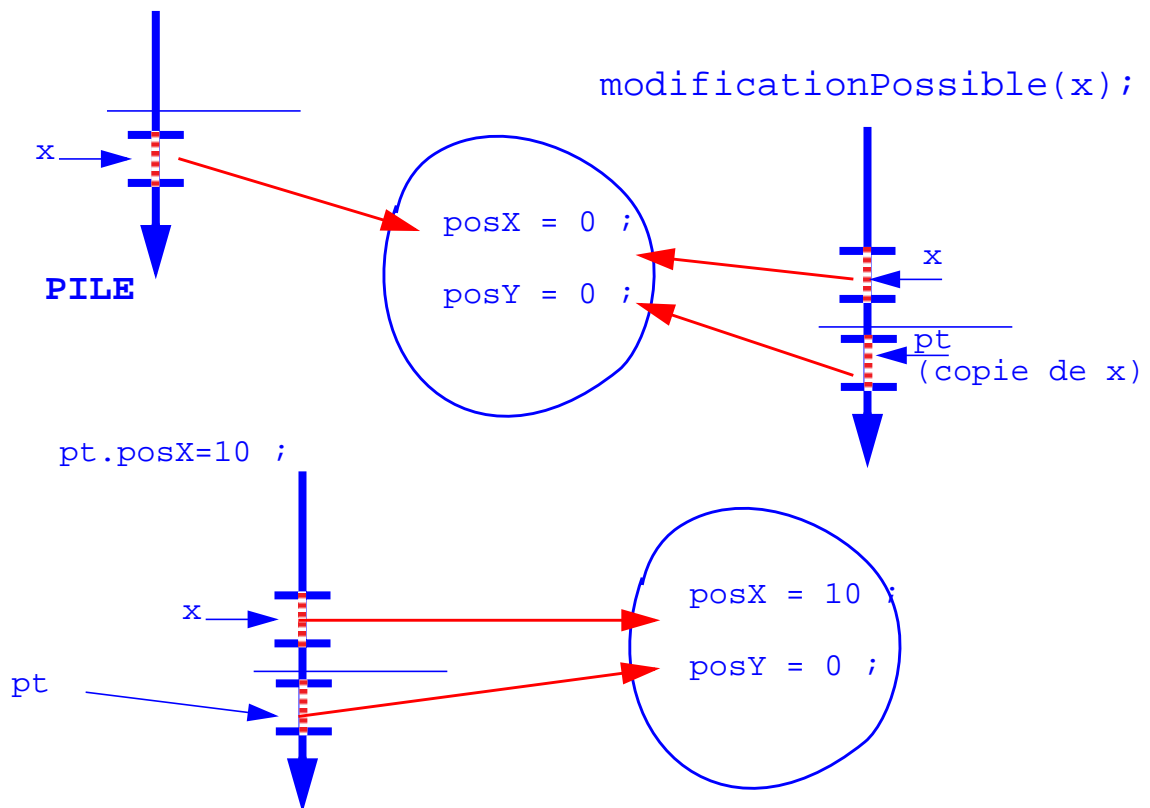 modificationPossible(x);
x
posX = 0 ;
x
PILE
posY = 0 ;
pt
(copie de x)
pt.posX=10 ;
posX = 10 ;
x
posY = 0 ;
pt